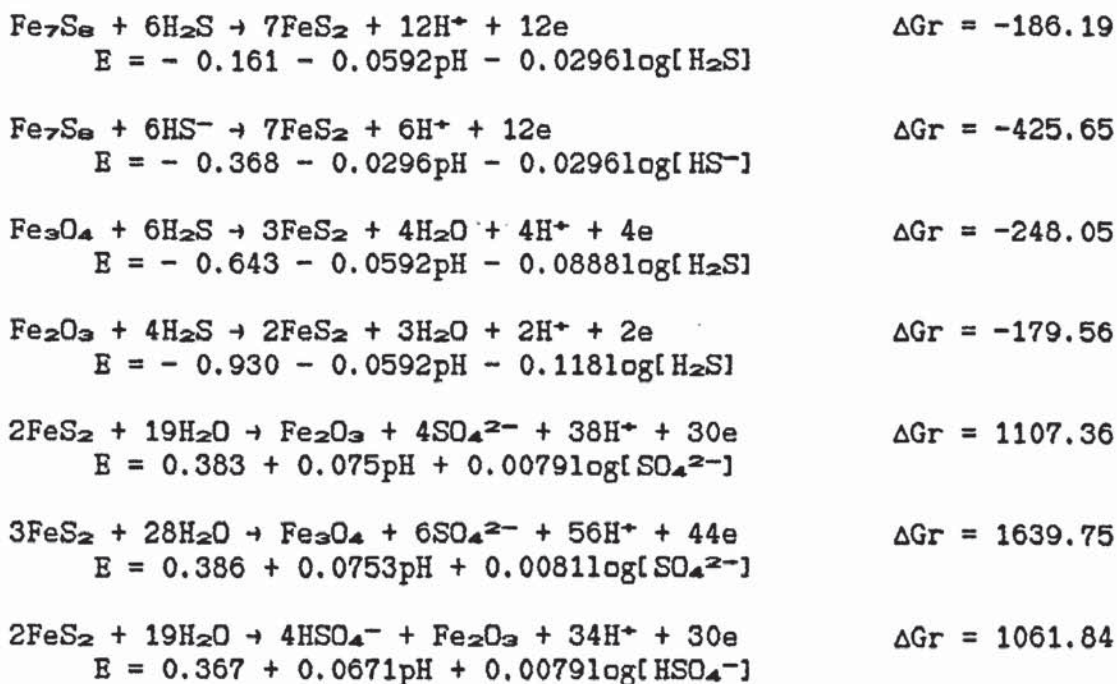 Fe₇S₈ + 6H₂S → 7FeS₂ + 12H⁺ + 12e ΔGr = -186.19
E = - 0.161 - 0.0592pH - 0.0296log[H₂S]
Fe₇S₈ + 6HS⁻ → 7FeS₂ + 6H⁺ + 12e ΔGr = -425.65
E = - 0.368 - 0.0296pH - 0.0296log[HS⁻]
Fe₃O₄ + 6H₂S → 3FeS₂ + 4H₂O + 4H⁺ + 4e ΔGr = -248.05
E = - 0.643 - 0.0592pH - 0.0888log[H₂S]
Fe₂O₃ + 4H₂S → 2FeS₂ + 3H₂O + 2H⁺ + 2e ΔGr = -179.56
E = - 0.930 - 0.0592pH - 0.118log[H₂S]
2FeS₂ + 19H₂O → Fe₂O₃ + 4SO₄²⁻ + 38H⁺ + 30e ΔGr = 1107.36
E = 0.383 + 0.075pH + 0.0079log[SO₄²⁻]
3FeS₂ + 28H₂O → Fe₃O₄ + 6SO₄²⁻ + 56H⁺ + 44e ΔGr = 1639.75
E = 0.386 + 0.0753pH + 0.0081log[SO₄²⁻]
2FeS₂ + 19H₂O → 4HSO₄⁻ + Fe₂O₃ + 34H⁺ + 30e ΔGr = 1061.84
E = 0.367 + 0.0671pH + 0.0079log[HSO₄⁻]